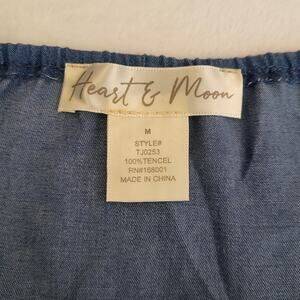 Heart & Moon
M
STYLE#
TJ0253
100%TENCEL
RN#168001
MADE IN CHINA